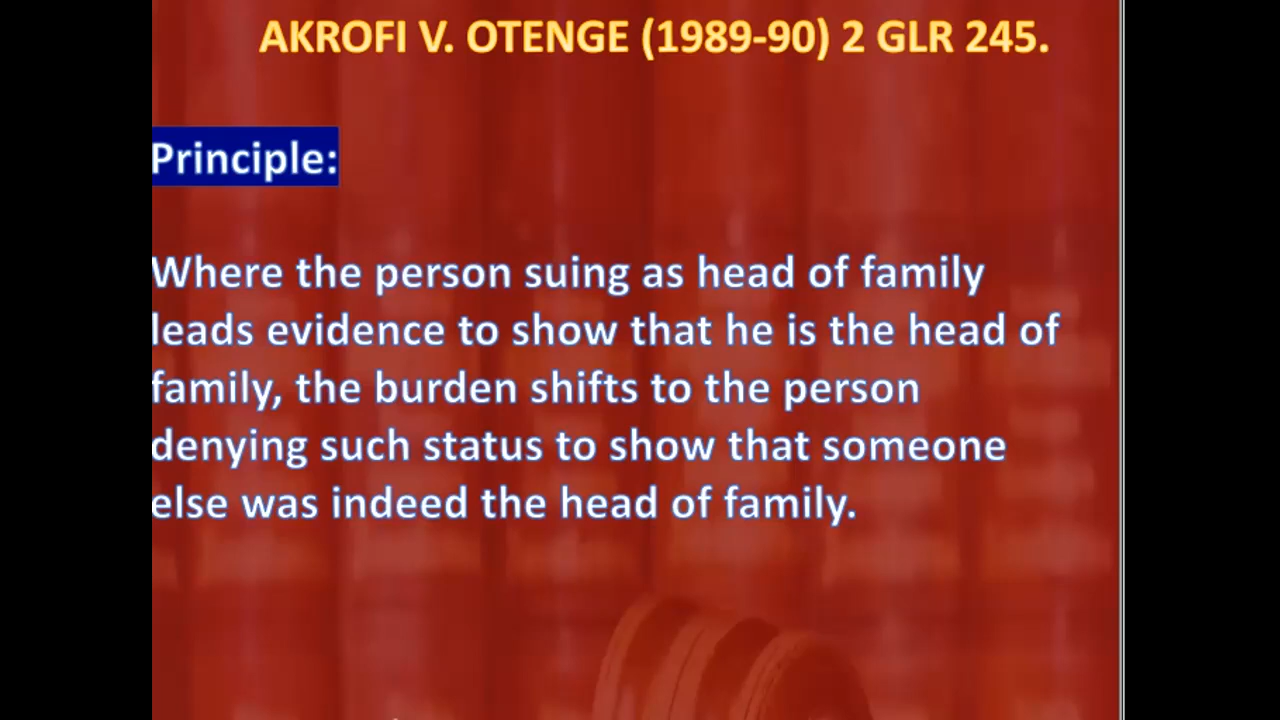 AKROFI V. OTENGE (1989-90) 2 GLR 245.
Principle:
Where the person suing as head of family
leads evidence to show that he is the head of
family, the burden shifts to the person
denying such status to show that someone
else was indeed the head of family.